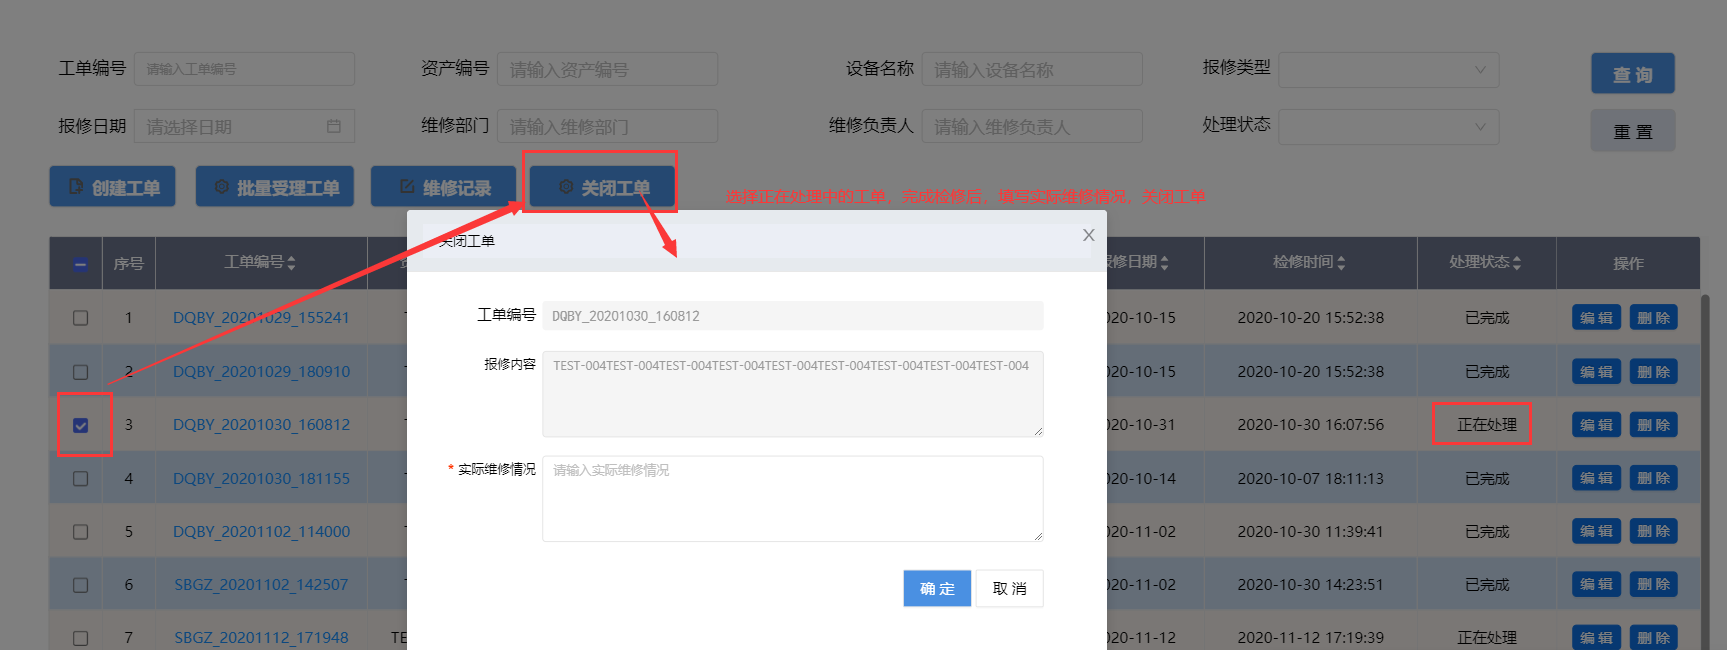 工单编号 请输入工单编号 资产编号 请输入资产编号 设备名称 请输入设备名称 报修类型 查 询
报修日期 请选择日期 维修部门 请输入维修部门 维修负责人 请输入维修负责人 处理状态 重 置
创建工单 批量受理工单 维修记录 关闭工单
选择正在处理中的工单，完成检修后，填写实际维修情况，关闭工单
关闭工单 X
序号 工单编号 修日期 检修时间 处理状态 操作
1 DQBY_20201029_155241 20-10-15 2020-10-20 15:52:38 已完成 编 辑 删 除
2 DQBY_20201029_180910 20-10-15 2020-10-20 15:52:38 已完成 编 辑 删 除
3 DQBY_20201030_160812 20-10-31 2020-10-30 16:07:56 正在处理 编 辑 删 除
4 DQBY_20201030_181155 20-10-14 2020-10-07 18:11:13 已完成 编 辑 删 除
5 DQBY_20201102_114000 20-11-02 2020-10-30 11:39:41 已完成 编 辑 删 除
6 SBGZ_20201102_142507 20-11-02 2020-10-30 14:23:51 已完成 编 辑 删 除
7 SBGZ_20201112_171948 TE 20-11-12 2020-11-12 17:19:39 正在处理 编 辑 删 除
工单编号 DQBY_20201030_160812
报修内容 TEST-004TEST-004TEST-004TEST-004TEST-004TEST-004TEST-004TEST-004TEST-004
* 实际维修情况 请输入实际维修情况
确 定 取 消